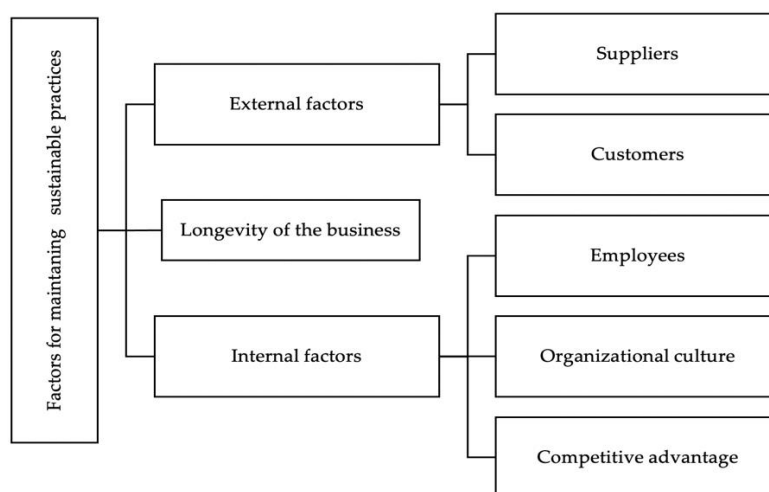 Factors for maintaning sustainable practices
External factors
Suppliers
Customers
Longevity of the business
Internal factors
Employees
Organizational culture
Competitive advantage